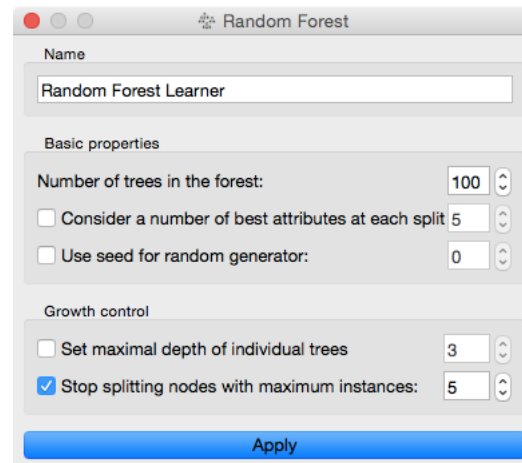 Random Forest
Name
Random Forest Learner
Basic properties
Number of trees in the forest: 100
Consider a number of best attributes at each split 5
Use seed for random generator: 0
Growth control
Set maximal depth of individual trees 3
Stop splitting nodes with maximum instances: 5
Apply